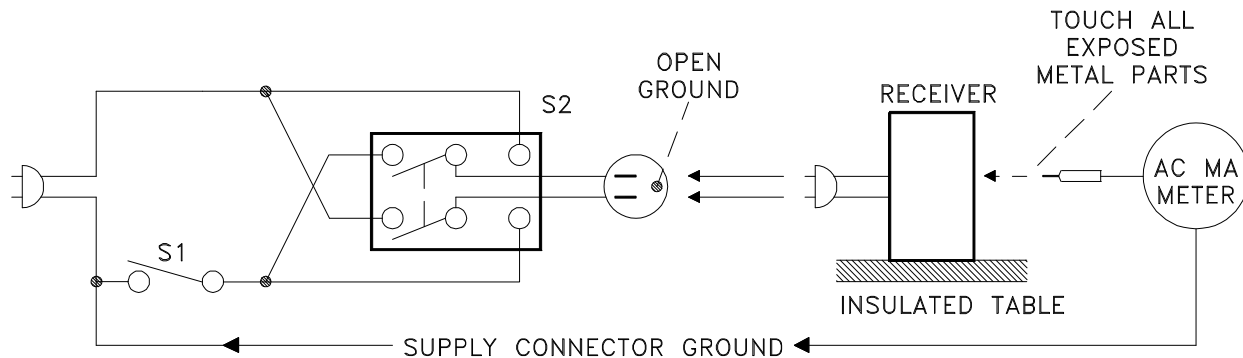 TOUCH ALL
EXPOSED
METAL PARTS
OPEN
GROUND
S2
RECEIVER
AC MA
METER
S1
INSULATED TABLE
SUPPLY CONNECTOR GROUND